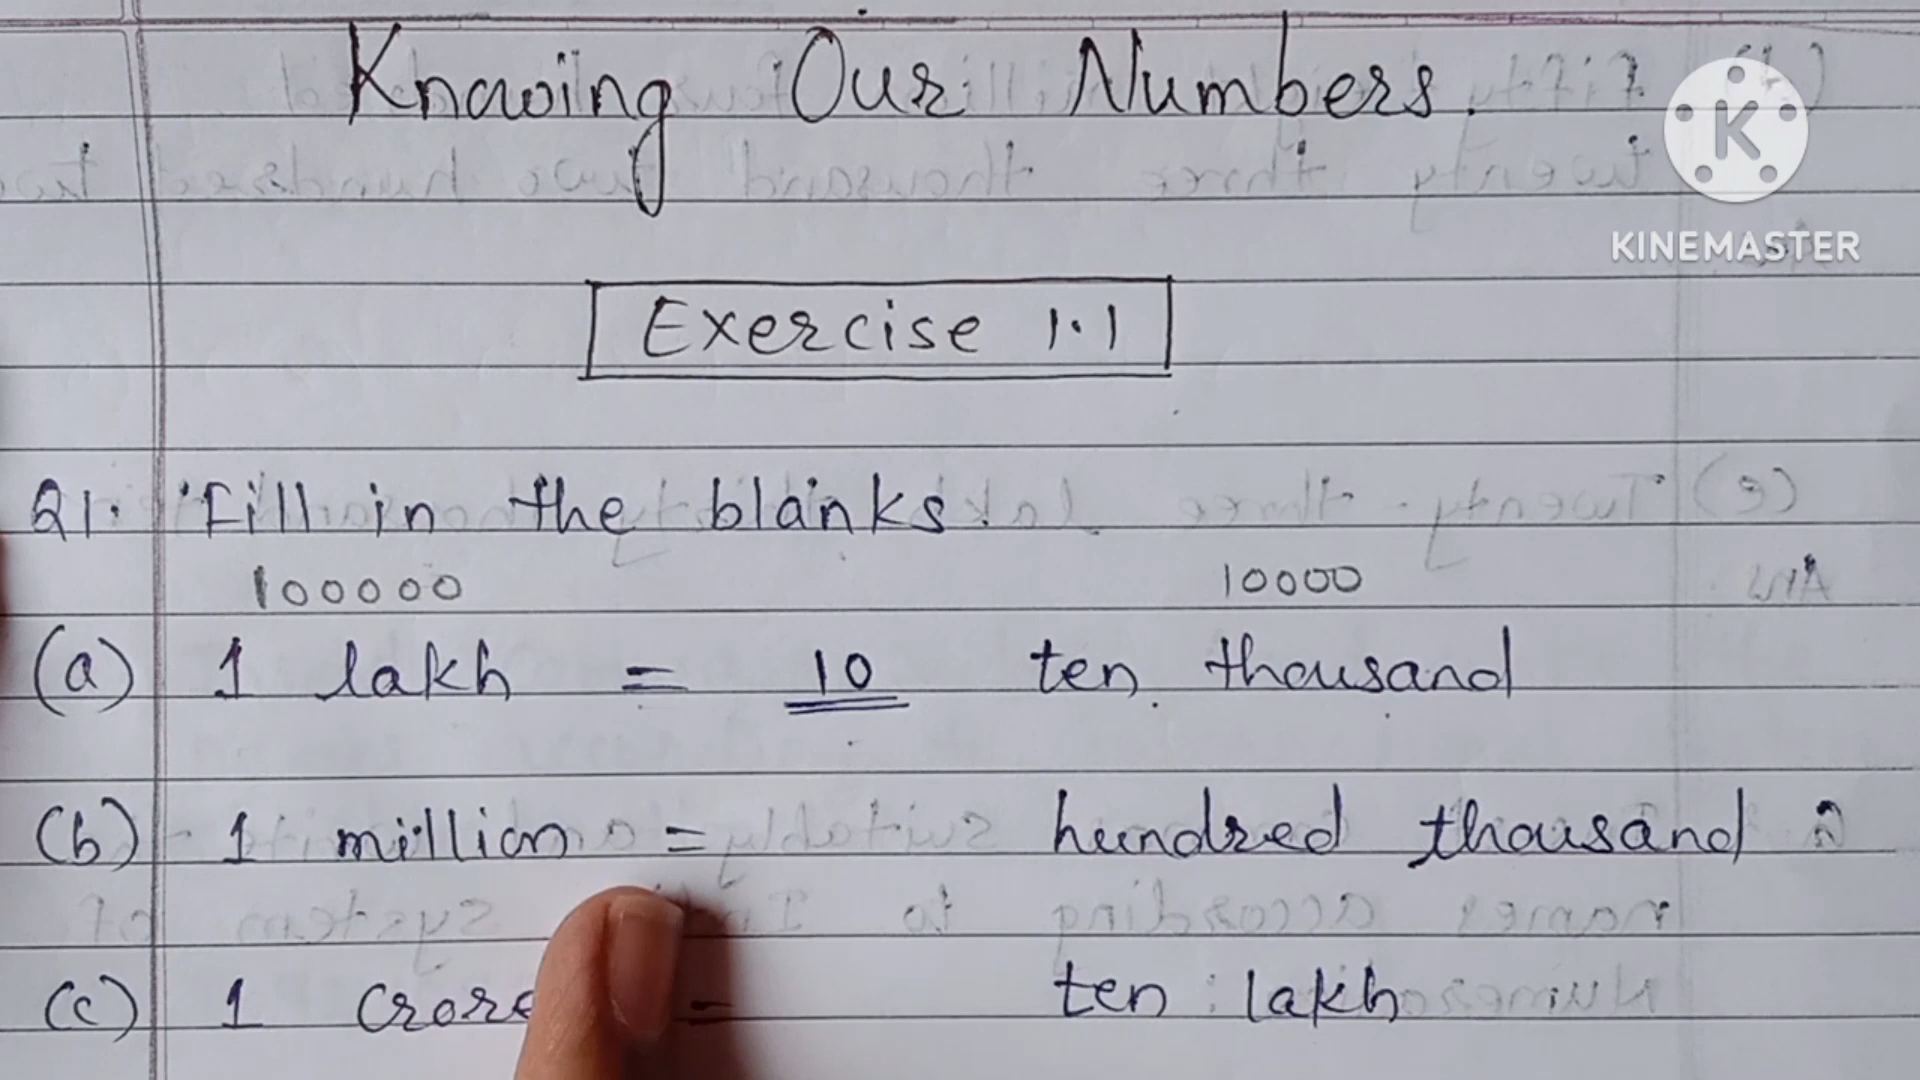 Knowing Our Numbers.
K
KINEMASTER
Exercise 1.1
Q1. Fill in the blanks.
100000 10000
(a) 1 lakh = 10 ten thousand
(b) 1 million = hundred thousand
(c) 1 Crore = ten lakh